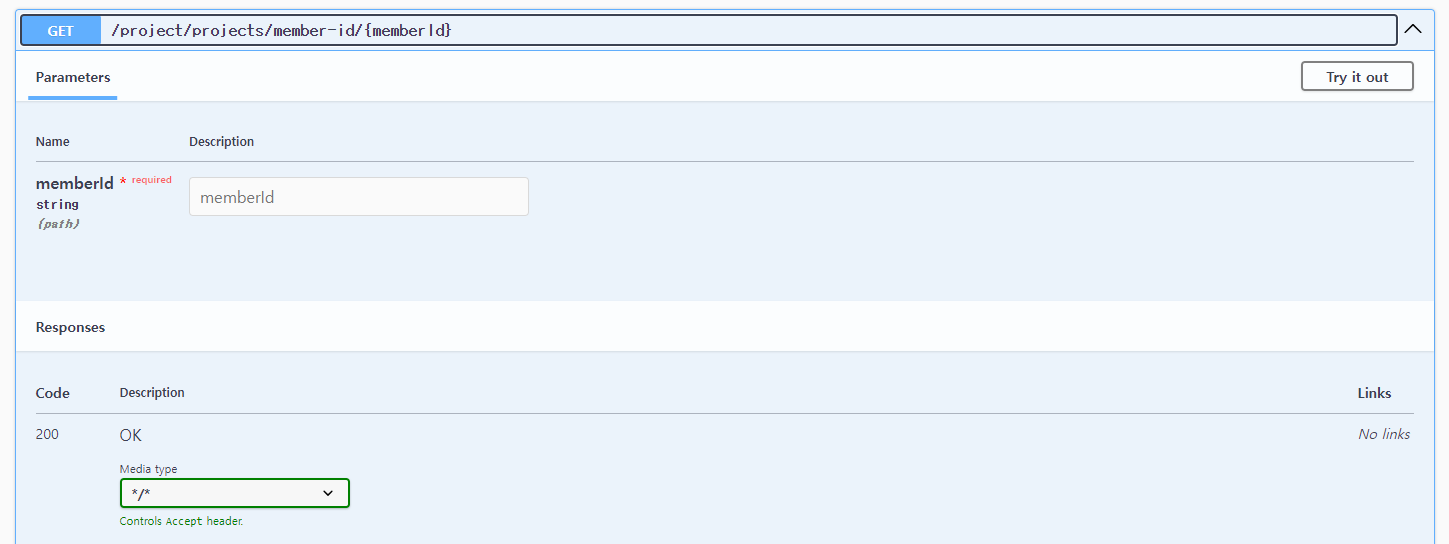 GET /project/projects/member-id/{memberId}
Parameters
Try it out
Name Description
memberId * required
string
(path)
memberId
Responses
Code Description Links
200 OK No links
Media type
*/*
Controls Accept header.